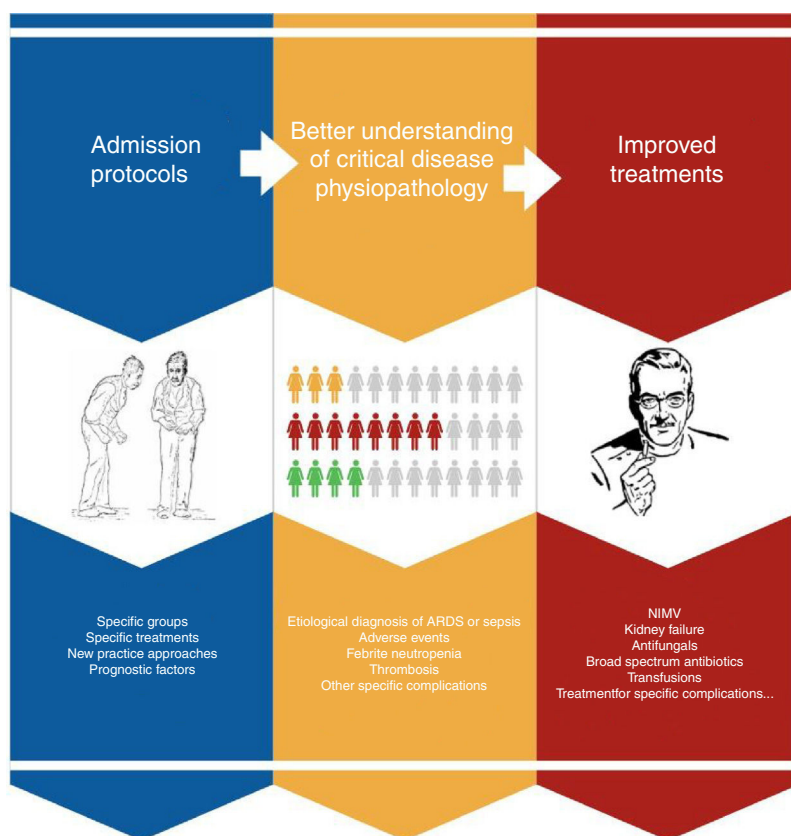 Admission
protocols
Better understanding
of critical disease
physiopathology
Improved
treatments
Specific groups
Specific treatments
New practice approaches
Prognostic factors
Etiological diagnosis of ARDS or sepsis
Adverse events
Febrite neutropenia
Thrombosis
Other specific complications
NIMV
Kidney failure
Antifungals
Broad spectrum antibiotics
Transfusions
Treatmentfor specific complications...